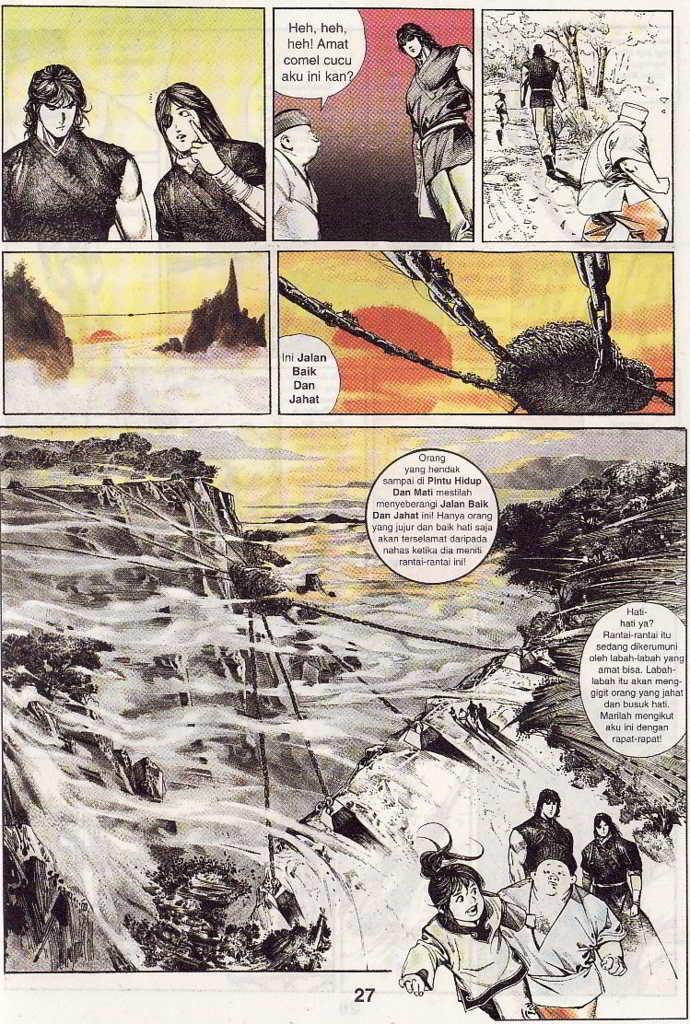 Heh, heh,
heh! Amat
comel cucu
aku ini kan?
Ini Jalan
Baik
Dan
Jahat
Orang
yang hendak
sampai di Pintu Hidup
Dan Mati mestilah
menyeberangi Jalan Baik
Dan Jahat ini! Hanya orang
yang jujur dan baik hati saja
akan terselamat daripada
nahas ketika dia meniti
rantai-rantai ini!
Hati-
hati ya?
Rantai-rantai itu
sedang dikerumuni
oleh labah-labah yang
amat bisa. Labah-
labah itu akan meng-
gigit orang yang jahat
dan busuk hati.
Marilah mengikut
aku ini dengan
rapat-rapat!
27